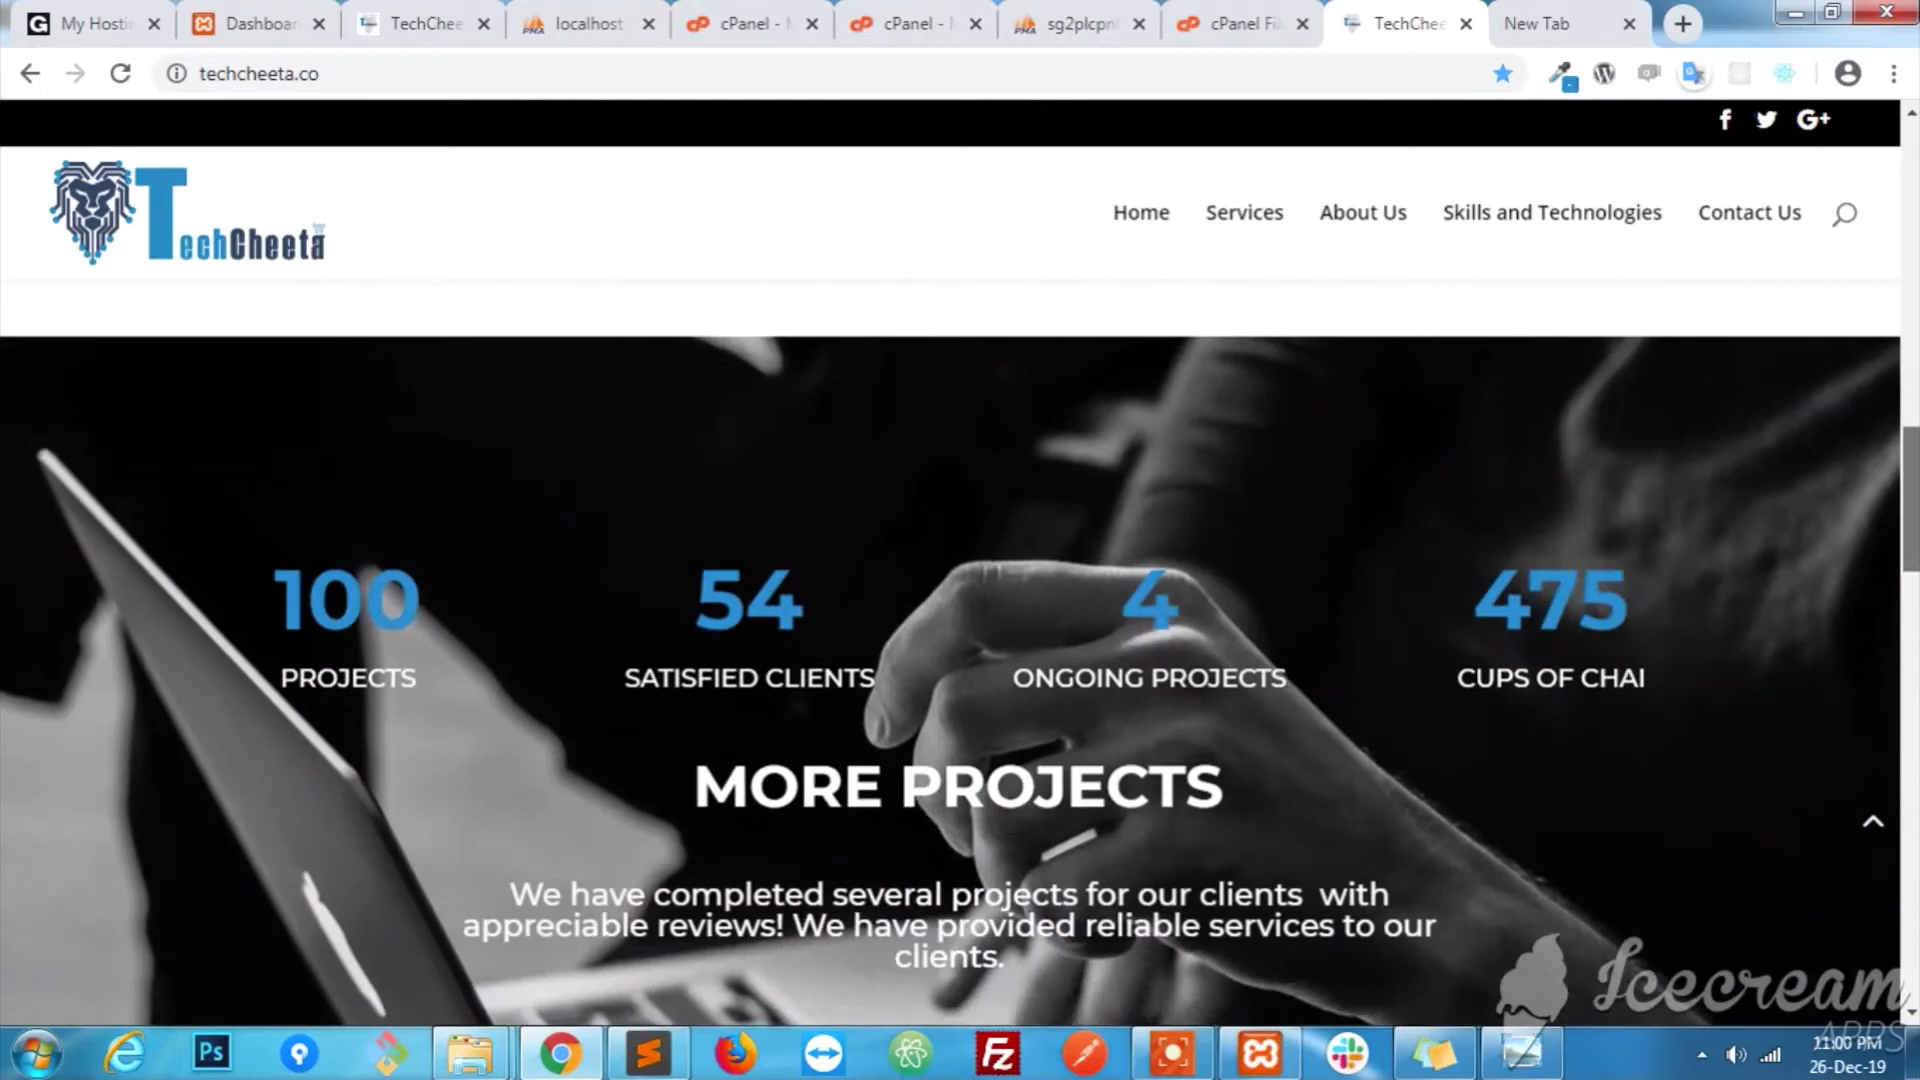 My Hostin
Dashboar
TechChee
localhost
cPanel -
cPanel -
sg2plcpn
cPanel Fi
TechChee
New Tab
techcheeta.co
TechCheeta
Home
Services
About Us
Skills and Technologies
Contact Us
100
54
4
475
PROJECTS
SATISFIED CLIENTS
ONGOING PROJECTS
CUPS OF CHAI
MORE PROJECTS
We have completed several projects for our clients with
appreciable reviews! We have provided reliable services to our
clients.
Icecream
APPS
11:00 PM
26-Dec-19